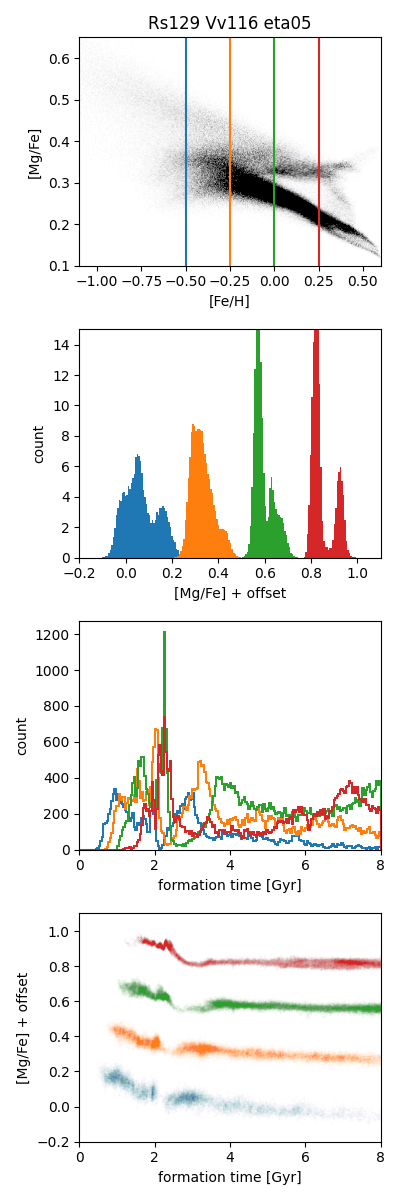 Rs129 Vv116 eta05
0.6
0.5
0.4
0.3
0.2
0.1
[Mg/Fe]
−1.00 −0.75 −0.50 −0.25 0.00 0.25 0.50
[Fe/H]
14
12
10
8
6
4
2
0
count
−0.2 0.0 0.2 0.4 0.6 0.8 1.0
[Mg/Fe] + offset
1200
1000
800
600
400
200
0
count
0 2 4 6 8
formation time [Gyr]
1.0
0.8
0.6
0.4
0.2
0.0
−0.2
[Mg/Fe] + offset
0 2 4 6 8
formation time [Gyr]